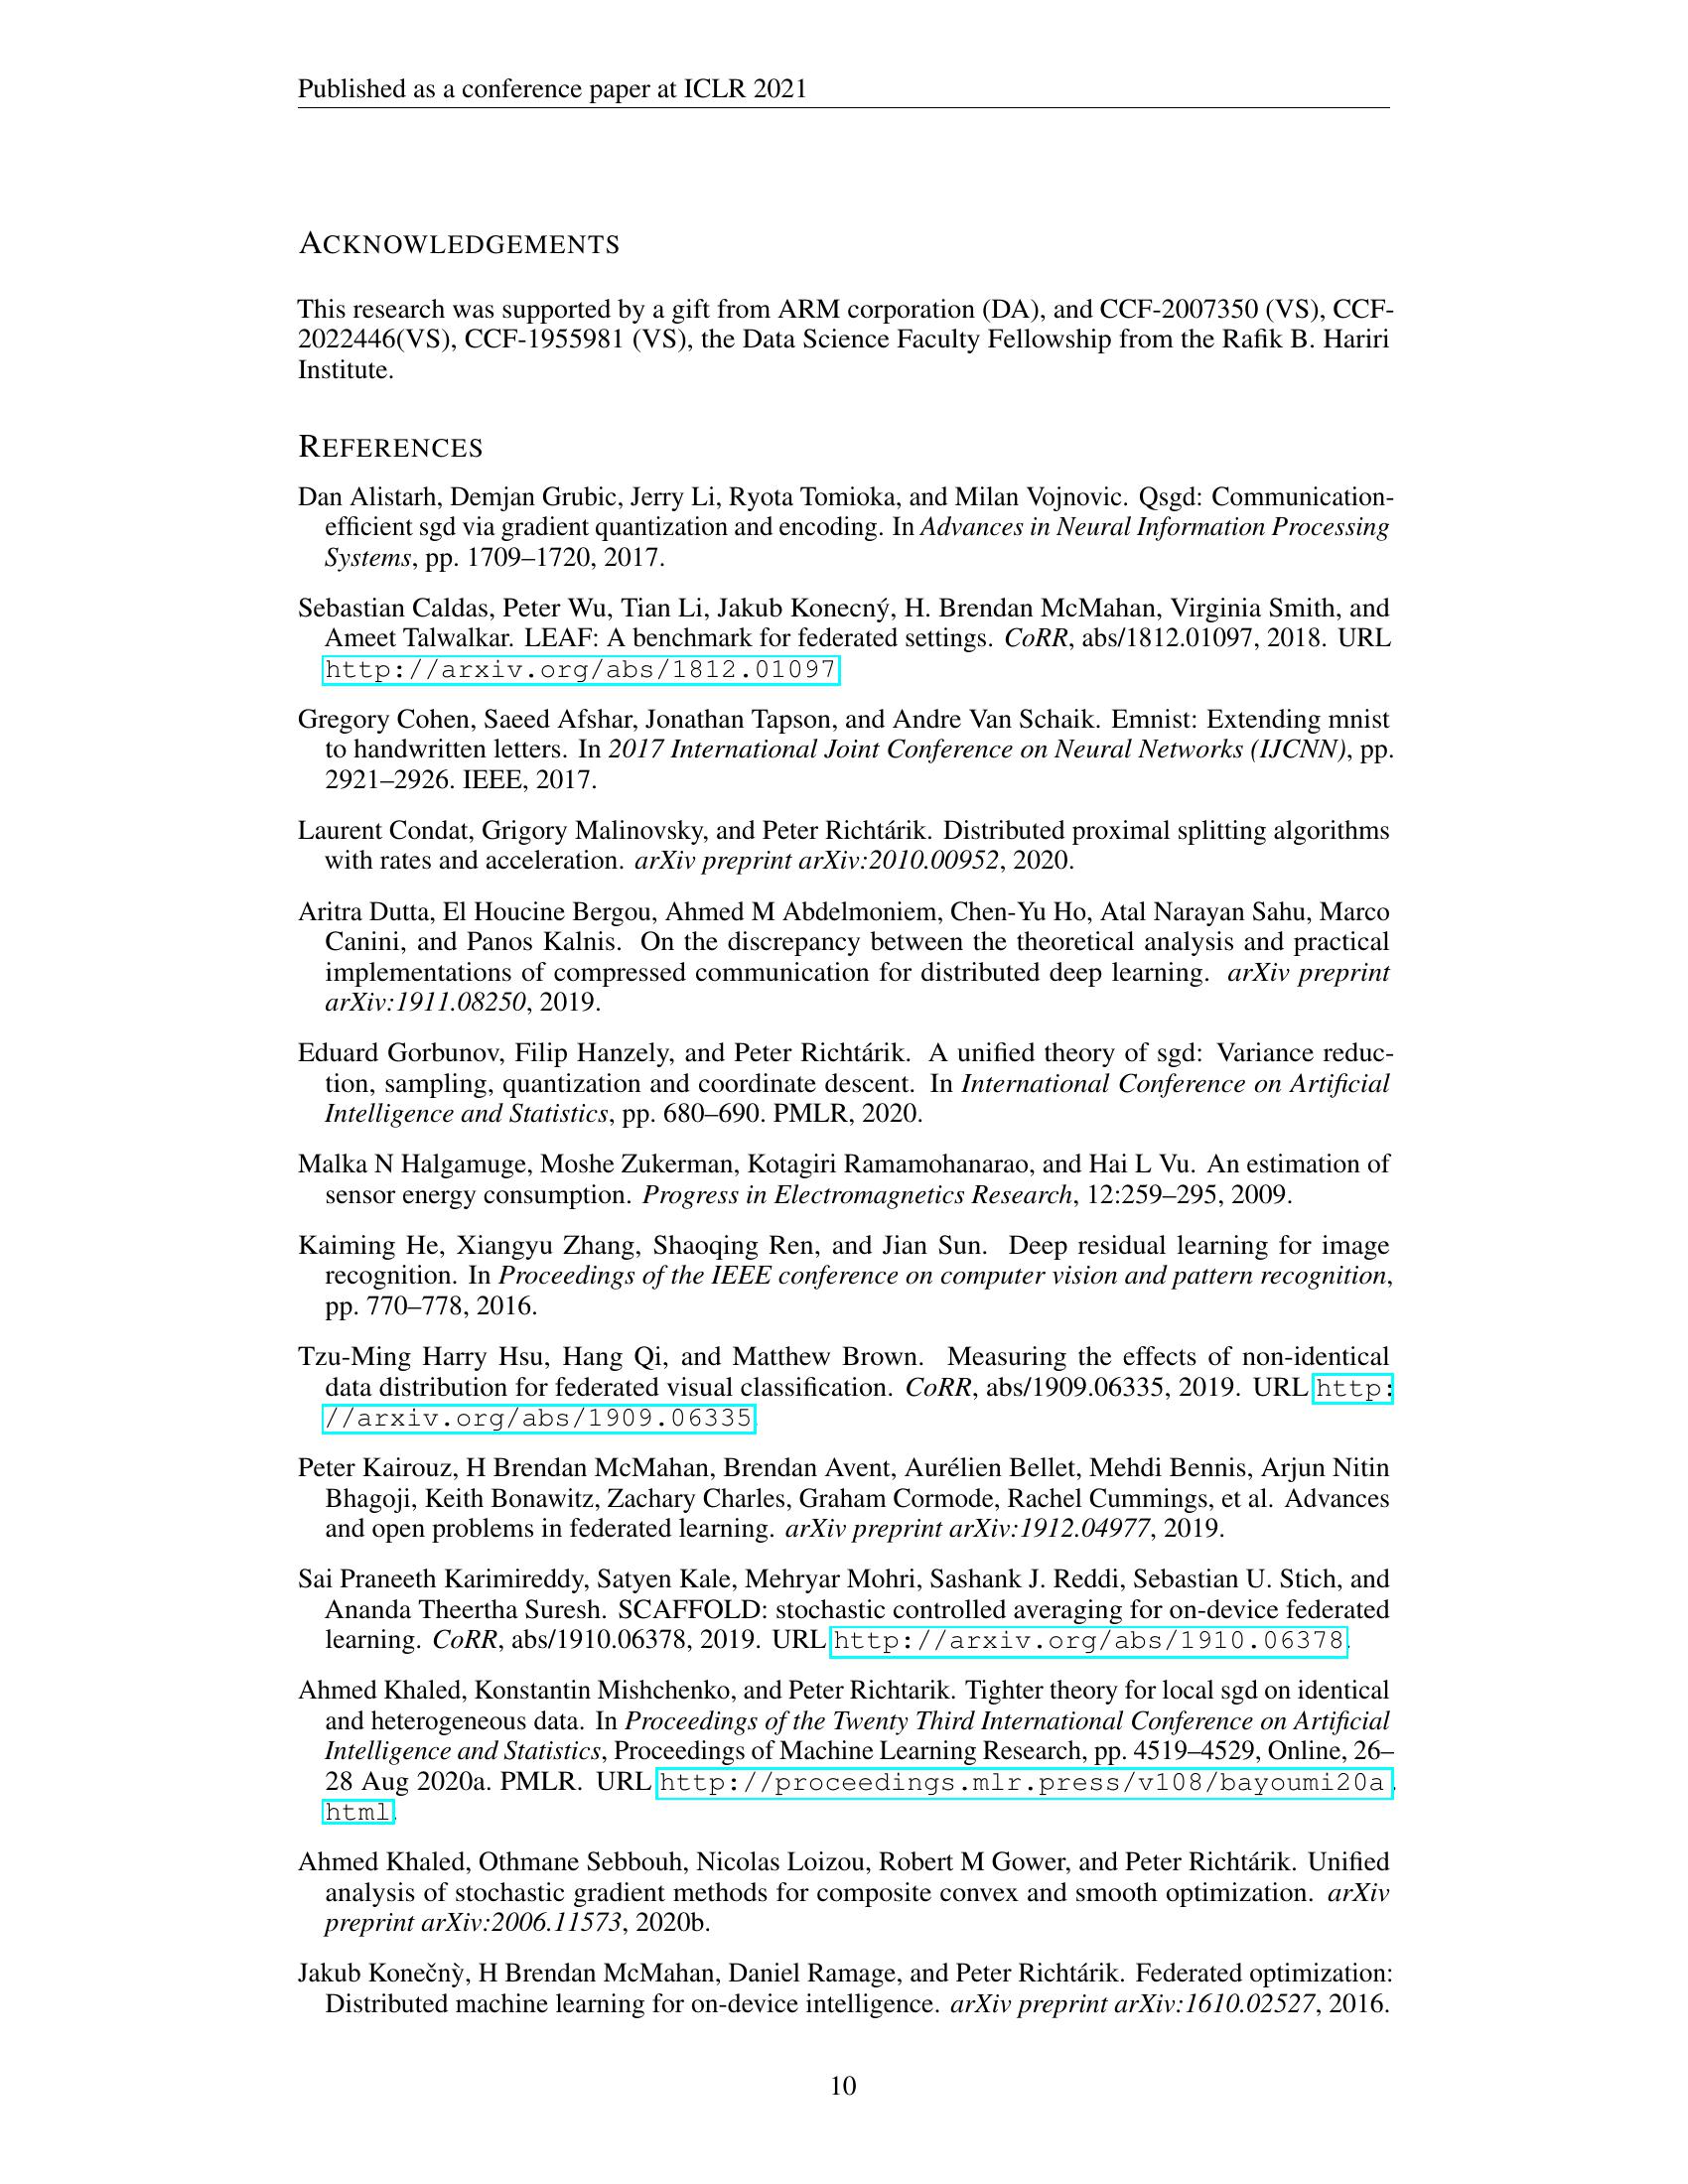 Published as a conference paper at ICLR 2021
ACKNOWLEDGEMENTS
This research was supported by a gift from ARM corporation (DA), and CCF-2007350 (VS), CCF-
2022446(VS), CCF-1955981 (VS), the Data Science Faculty Fellowship from the Rafik B. Hariri
Institute.
REFERENCES
Dan Alistarh, Demjan Grubic, Jerry Li, Ryota Tomioka, and Milan Vojnovic. Qsgd: Communication-
efficient sgd via gradient quantization and encoding. In Advances in Neural Information Processing
Systems, pp. 1709–1720, 2017.
Sebastian Caldas, Peter Wu, Tian Li, Jakub Konecný, H. Brendan McMahan, Virginia Smith, and
Ameet Talwalkar. LEAF: A benchmark for federated settings. CoRR, abs/1812.01097, 2018. URL
http://arxiv.org/abs/1812.01097
Gregory Cohen, Saeed Afshar, Jonathan Tapson, and Andre Van Schaik. Emnist: Extending mnist
to handwritten letters. In 2017 International Joint Conference on Neural Networks (IJCNN), pp.
2921–2926. IEEE, 2017.
Laurent Condat, Grigory Malinovsky, and Peter Richtárik. Distributed proximal splitting algorithms
with rates and acceleration. arXiv preprint arXiv:2010.00952, 2020.
Aritra Dutta, El Houcine Bergou, Ahmed M Abdelmoniem, Chen-Yu Ho, Atal Narayan Sahu, Marco
Canini, and Panos Kalnis. On the discrepancy between the theoretical analysis and practical
implementations of compressed communication for distributed deep learning. arXiv preprint
arXiv:1911.08250, 2019.
Eduard Gorbunov, Filip Hanzely, and Peter Richtárik. A unified theory of sgd: Variance reduc-
tion, sampling, quantization and coordinate descent. In International Conference on Artificial
Intelligence and Statistics, pp. 680–690. PMLR, 2020.
Malka N Halgamuge, Moshe Zukerman, Kotagiri Ramamohanarao, and Hai L Vu. An estimation of
sensor energy consumption. Progress in Electromagnetics Research, 12:259–295, 2009.
Kaiming He, Xiangyu Zhang, Shaoqing Ren, and Jian Sun. Deep residual learning for image
recognition. In Proceedings of the IEEE conference on computer vision and pattern recognition,
pp. 770–778, 2016.
Tzu-Ming Harry Hsu, Hang Qi, and Matthew Brown. Measuring the effects of non-identical
data distribution for federated visual classification. CoRR, abs/1909.06335, 2019. URL http:
//arxiv.org/abs/1909.06335.
Peter Kairouz, H Brendan McMahan, Brendan Avent, Aurélien Bellet, Mehdi Bennis, Arjun Nitin
Bhagoji, Keith Bonawitz, Zachary Charles, Graham Cormode, Rachel Cummings, et al. Advances
and open problems in federated learning. arXiv preprint arXiv:1912.04977, 2019.
Sai Praneeth Karimireddy, Satyen Kale, Mehryar Mohri, Sashank J. Reddi, Sebastian U. Stich, and
Ananda Theertha Suresh. SCAFFOLD: stochastic controlled averaging for on-device federated
learning. CoRR, abs/1910.06378, 2019. URL http://arxiv.org/abs/1910.06378.
Ahmed Khaled, Konstantin Mishchenko, and Peter Richtarik. Tighter theory for local sgd on identical
and heterogeneous data. In Proceedings of the Twenty Third International Conference on Artificial
Intelligence and Statistics, Proceedings of Machine Learning Research, pp. 4519–4529, Online, 26–
28 Aug 2020a. PMLR. URL http://proceedings.mlr.press/v108/bayoumi20a.
html.
Ahmed Khaled, Othmane Sebbouh, Nicolas Loizou, Robert M Gower, and Peter Richtárik. Unified
analysis of stochastic gradient methods for composite convex and smooth optimization. arXiv
preprint arXiv:2006.11573, 2020b.
Jakub Konečnỳ, H Brendan McMahan, Daniel Ramage, and Peter Richtárik. Federated optimization:
Distributed machine learning for on-device intelligence. arXiv preprint arXiv:1610.02527, 2016.
10